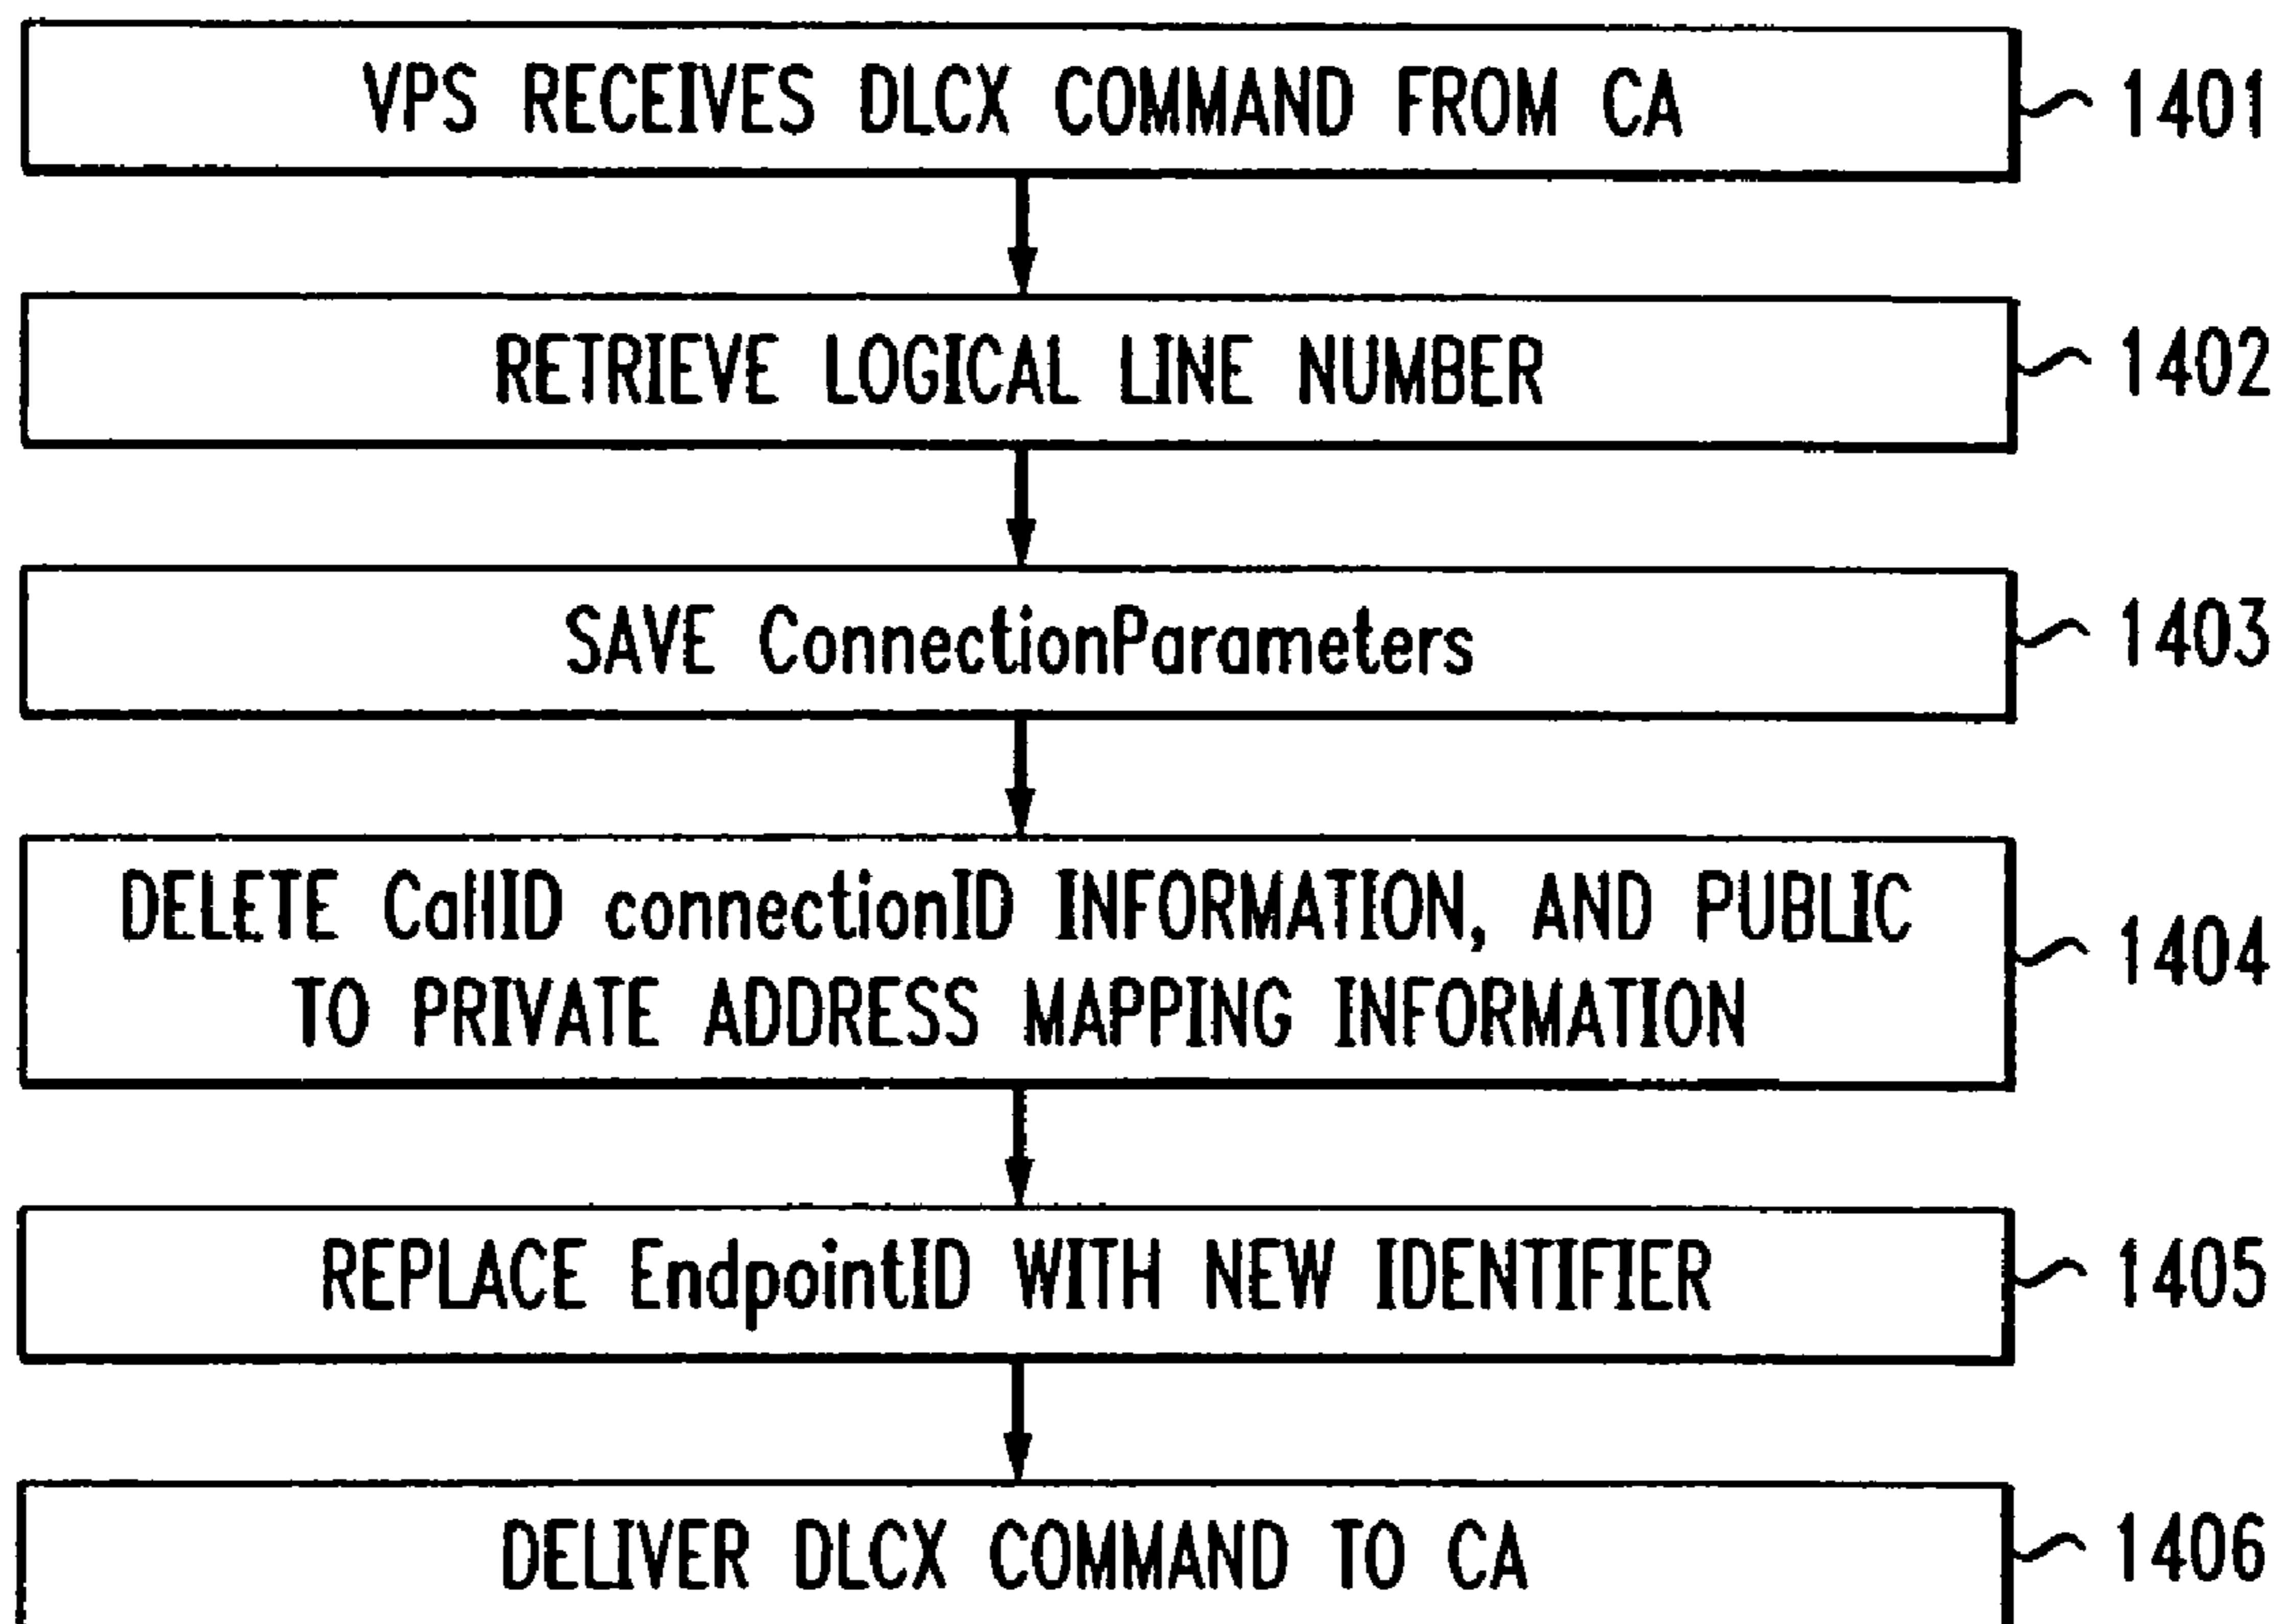 VPS RECEIVES DLCX COMMAND FROM CA
1401
RETRIEVE LOGICAL LINE NUMBER
1402
SAVE ConnectionParameters
1403
DELETE CallID connectionID INFORMATION, AND PUBLIC
TO PRIVATE ADDRESS MAPPING INFORMATION
1404
REPLACE EndpointID WITH NEW IDENTIFIER
1405
DELIVER DLCX COMMAND TO CA
1406